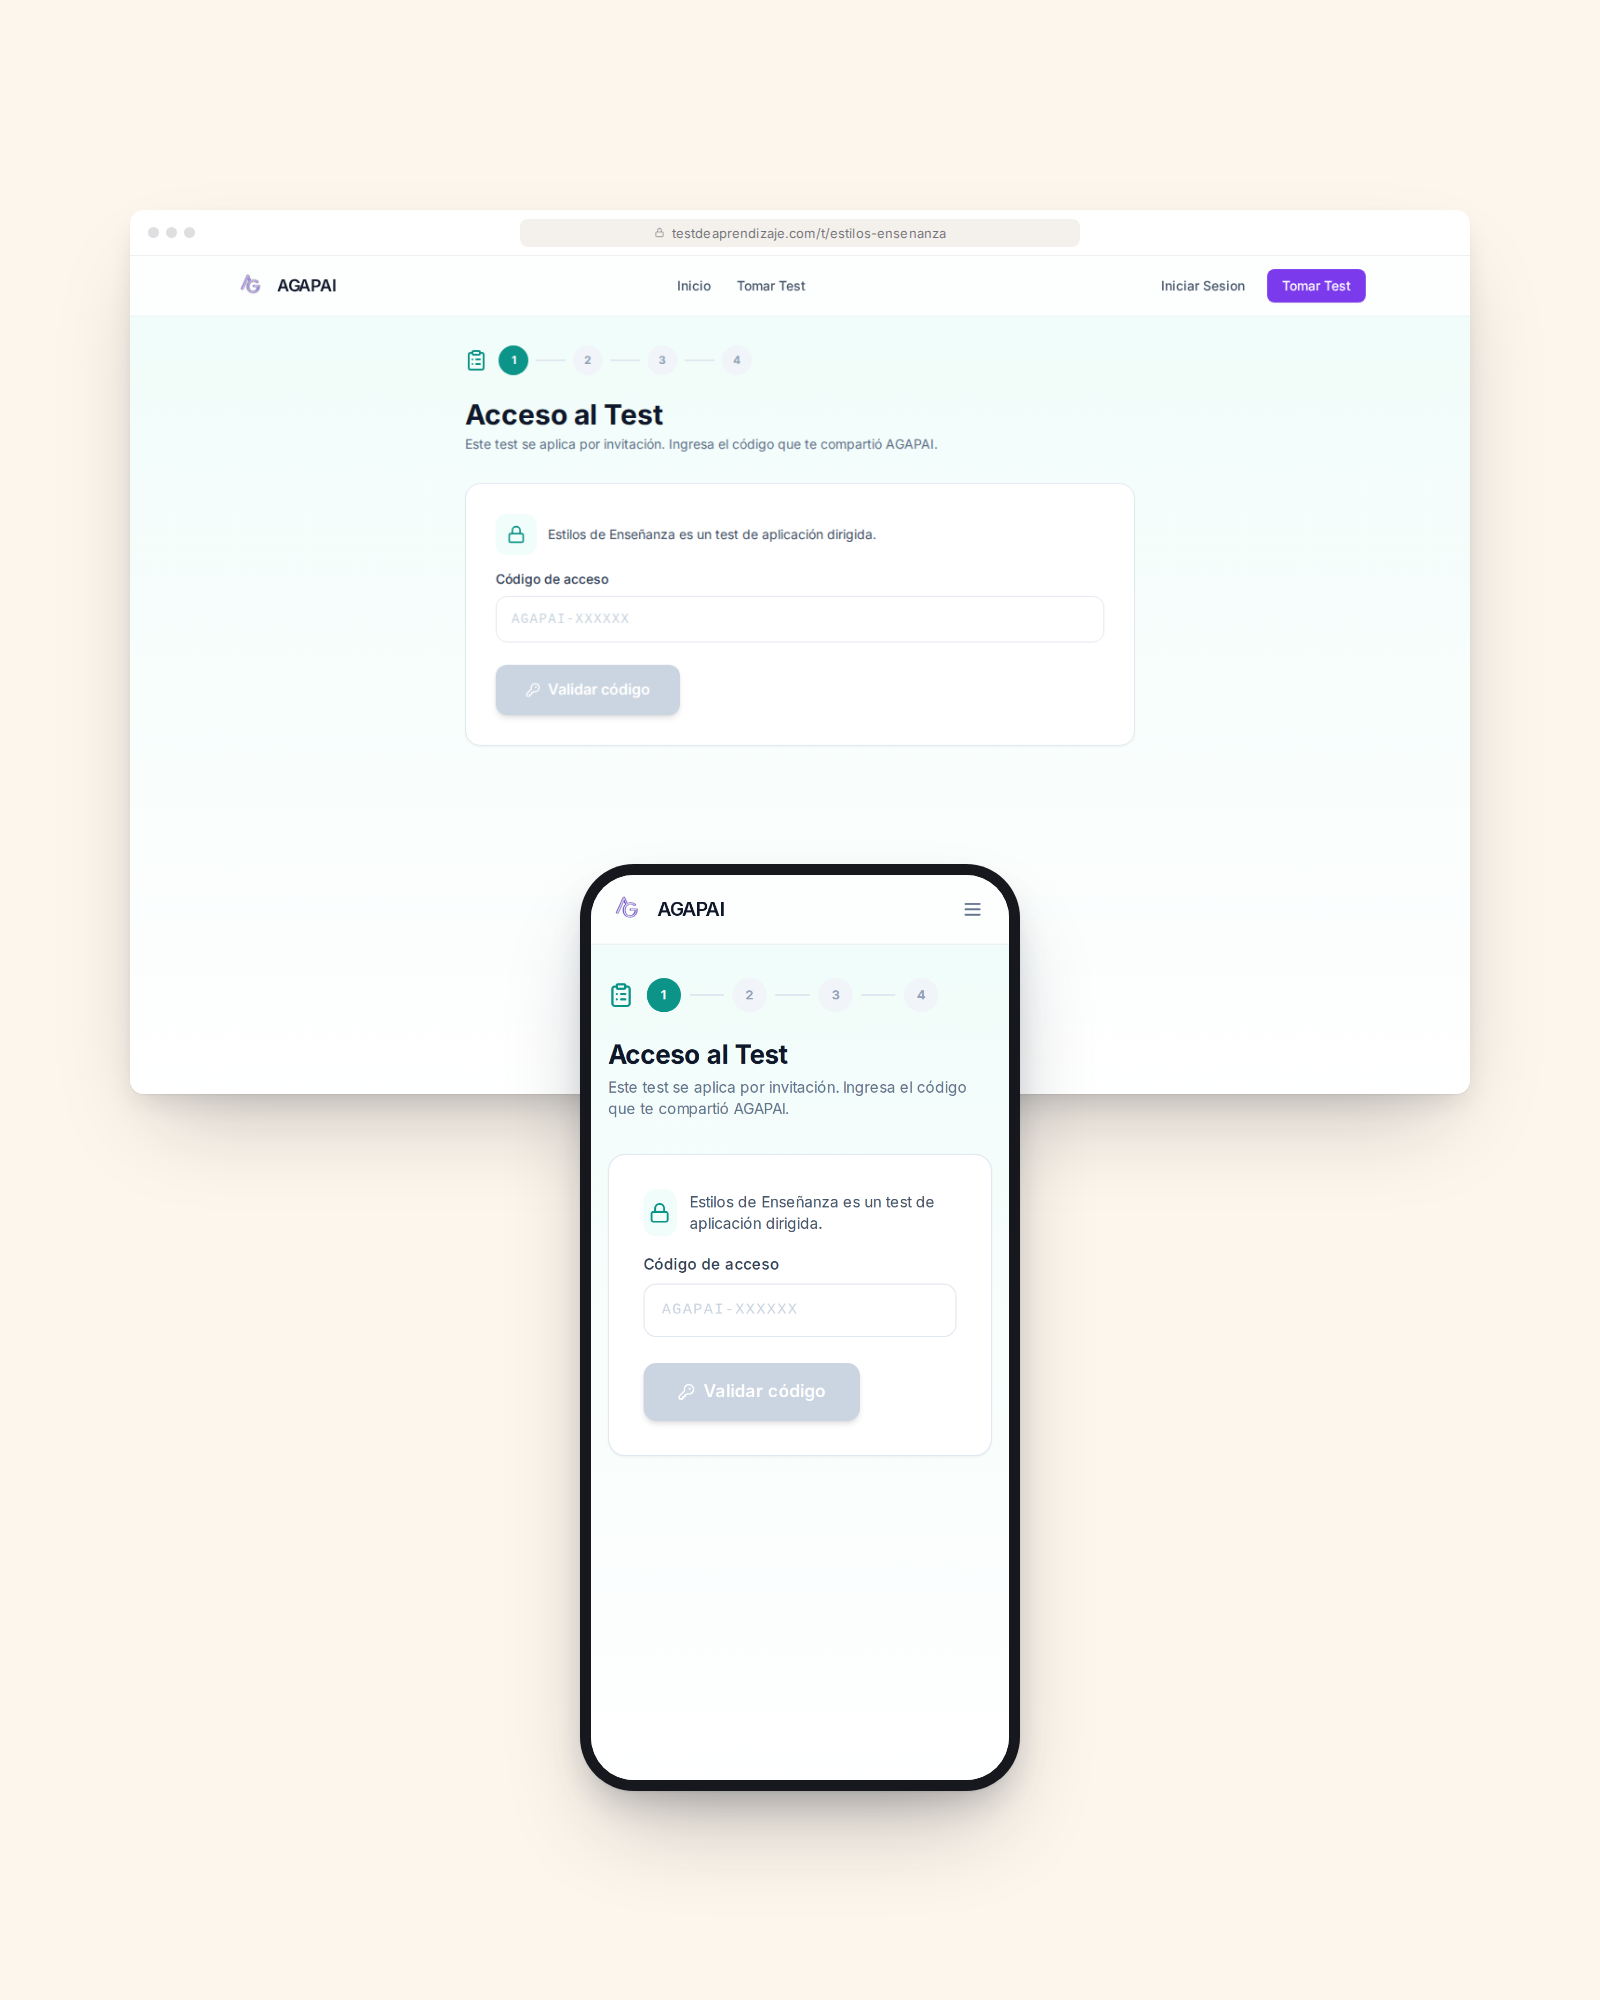 testdeaprendizaje.com/t/estilos-ensenanza
AG AGAPAI Inicio Tomar Test Iniciar Sesion Tomar Test
1 2 3 4
Acceso al Test
Este test se aplica por invitación. Ingresa el código que te compartió AGAPAI.
Estilos de Enseñanza es un test de aplicación dirigida.
Código de acceso
AGAPAI-XXXXXX
Validar código
AG AGAPAI
1 2 3 4
Acceso al Test
Este test se aplica por invitación. Ingresa el código
que te compartió AGAPAI.
Estilos de Enseñanza es un test de
aplicación dirigida.
Código de acceso
AGAPAI-XXXXXX
Validar código